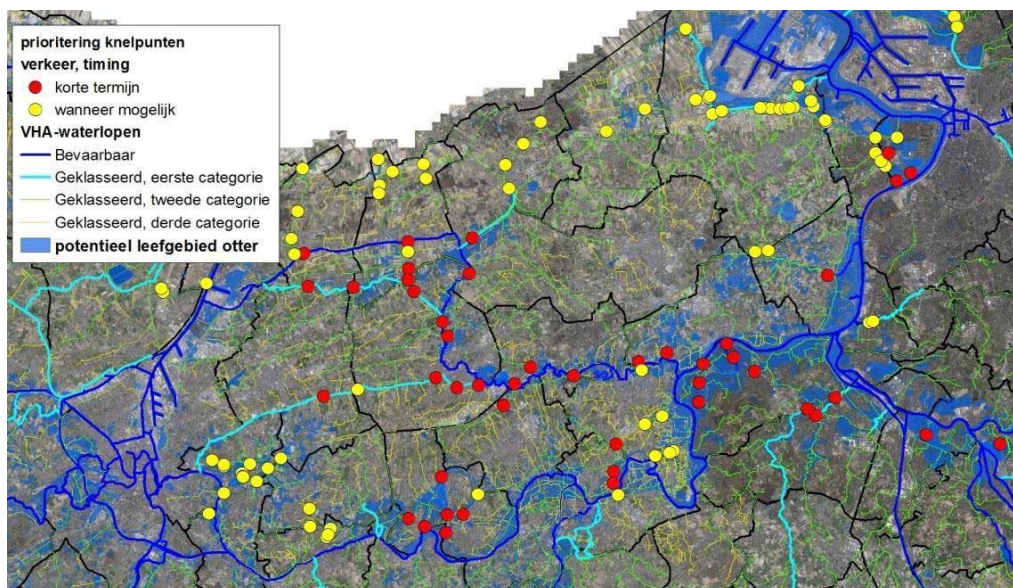 prioritering knelpunten
verkeer, timing
korte termijn
wanneer mogelijk
VHA-waterlopen
Bevaarbaar
Geklasseerd, eerste categorie
Geklasseerd, tweede categorie
Geklasseerd, derde categorie
potentieel leefgebied otter